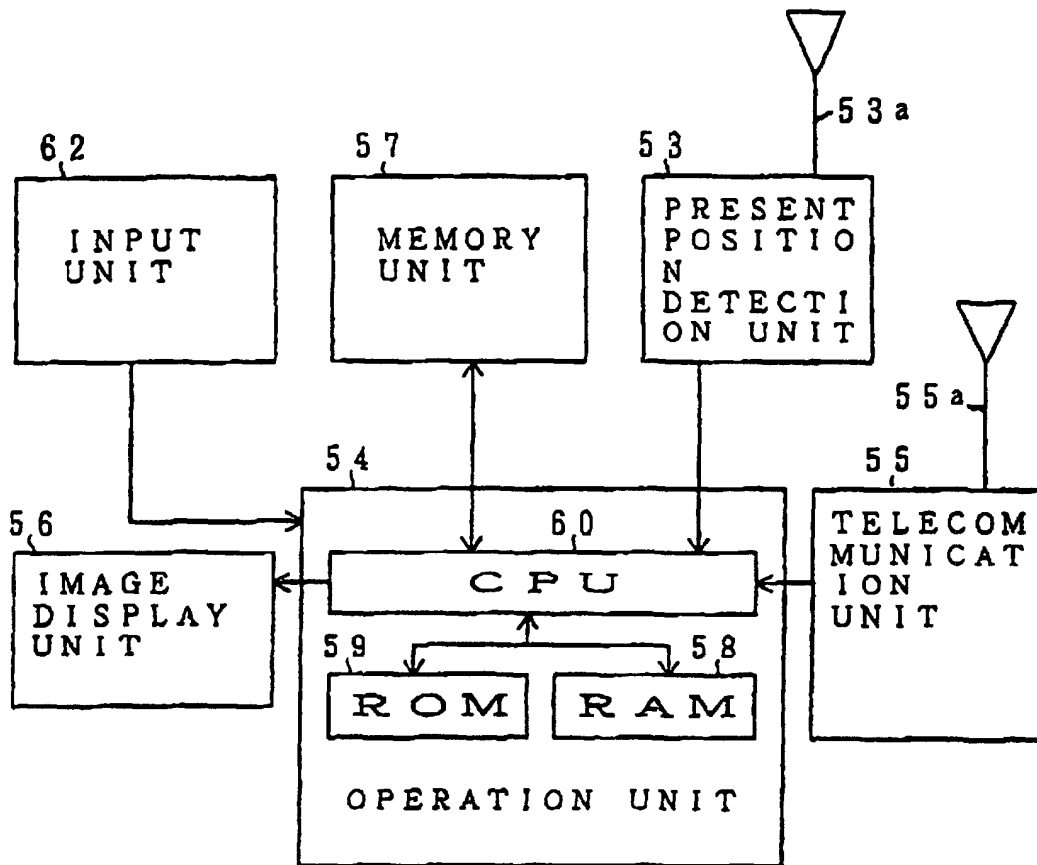 53a
62
INPUT
UNIT
57
MEMORY
UNIT
53
PRESENT
POSITIO
N
DETECTI
ON UNIT
55a
54
56
IMAGE
DISPLAY
UNIT
60
CPU
59
ROM
58
RAM
OPERATION UNIT
55
TELECOM
MUNICAT
ION
UNIT